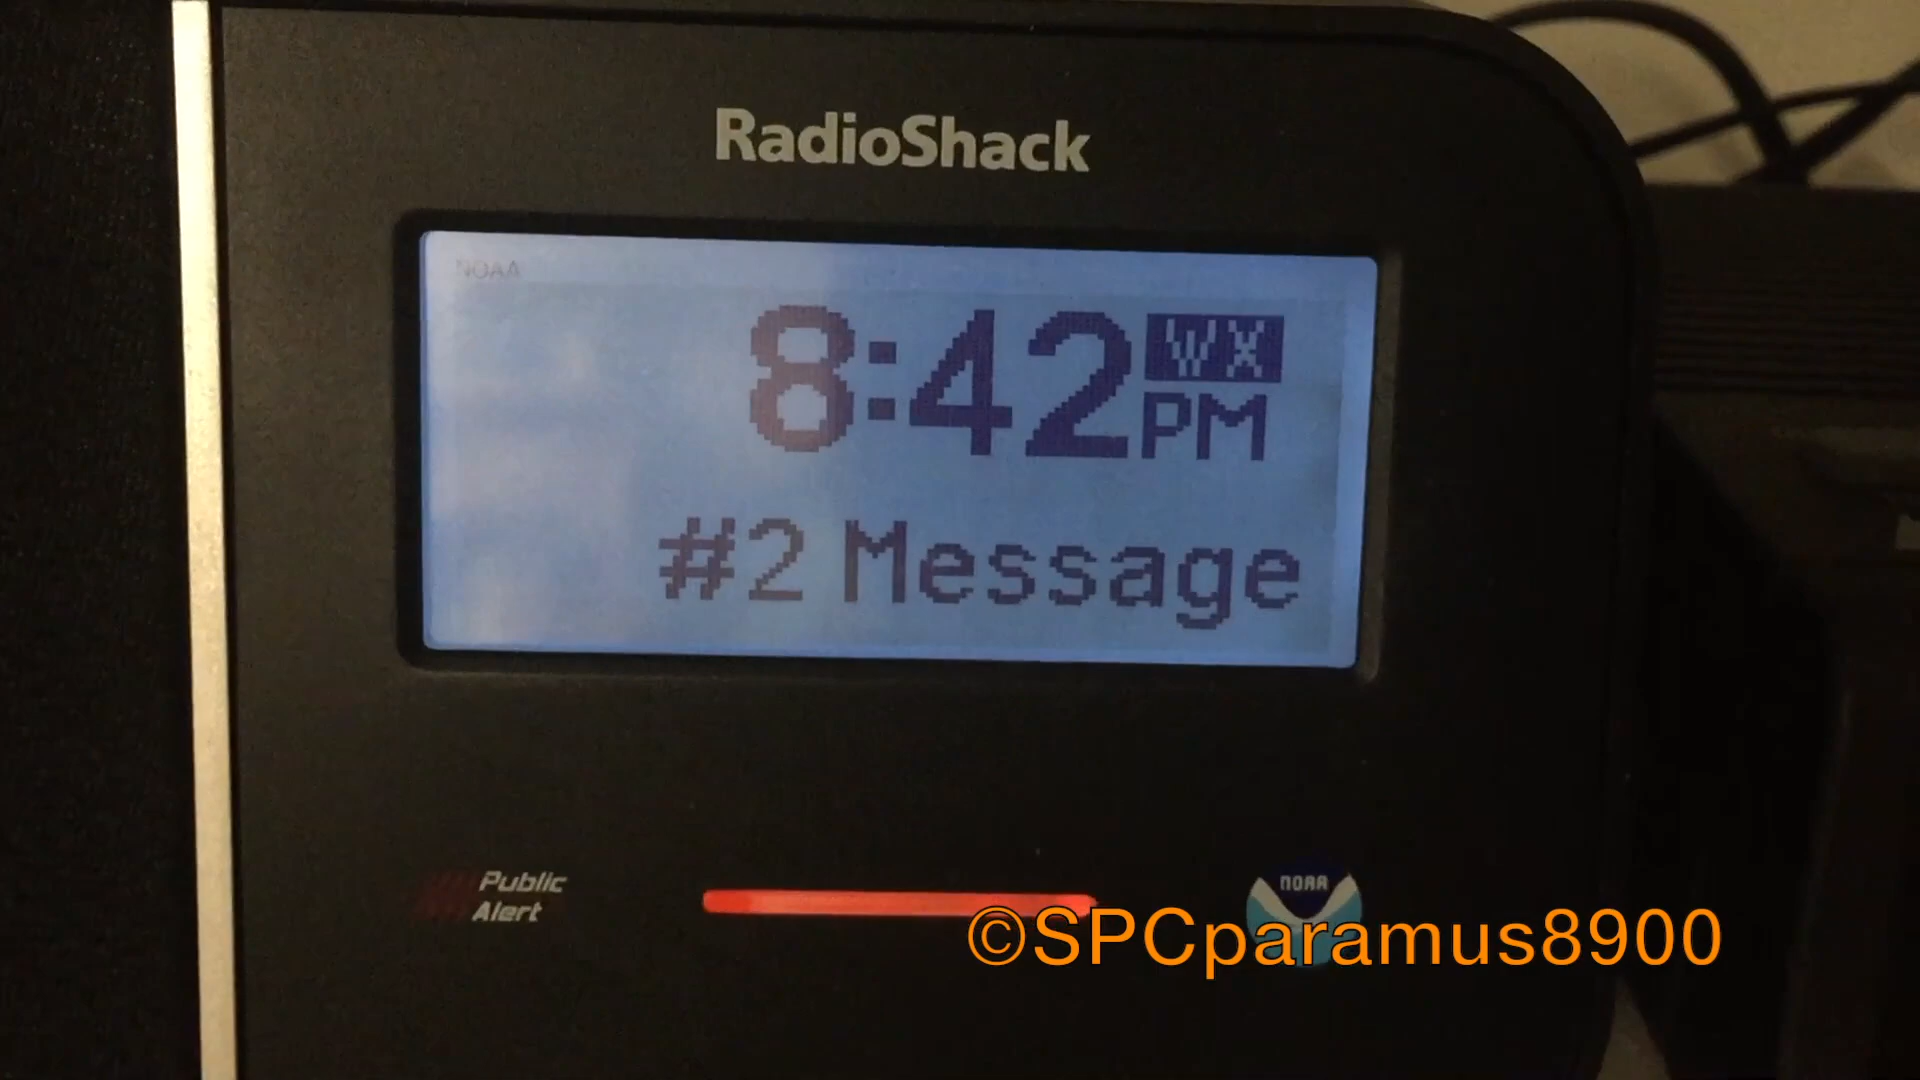 RadioShack
NOAA
8:42 WX
PM
#2 Message
Public
Alert
NOAA
©SPCparamus8900